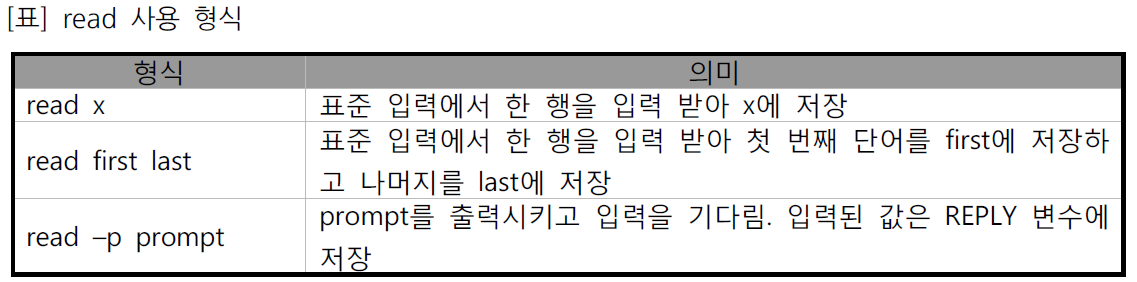 [표] read 사용 형식
형식 의미
read x 표준 입력에서 한 행을 입력 받아 x에 저장
read first last 표준 입력에서 한 행을 입력 받아 첫 번째 단어를 first에 저장하
고 나머지를 last에 저장
read –p prompt prompt를 출력시키고 입력을 기다림. 입력된 값은 REPLY 변수에
저장